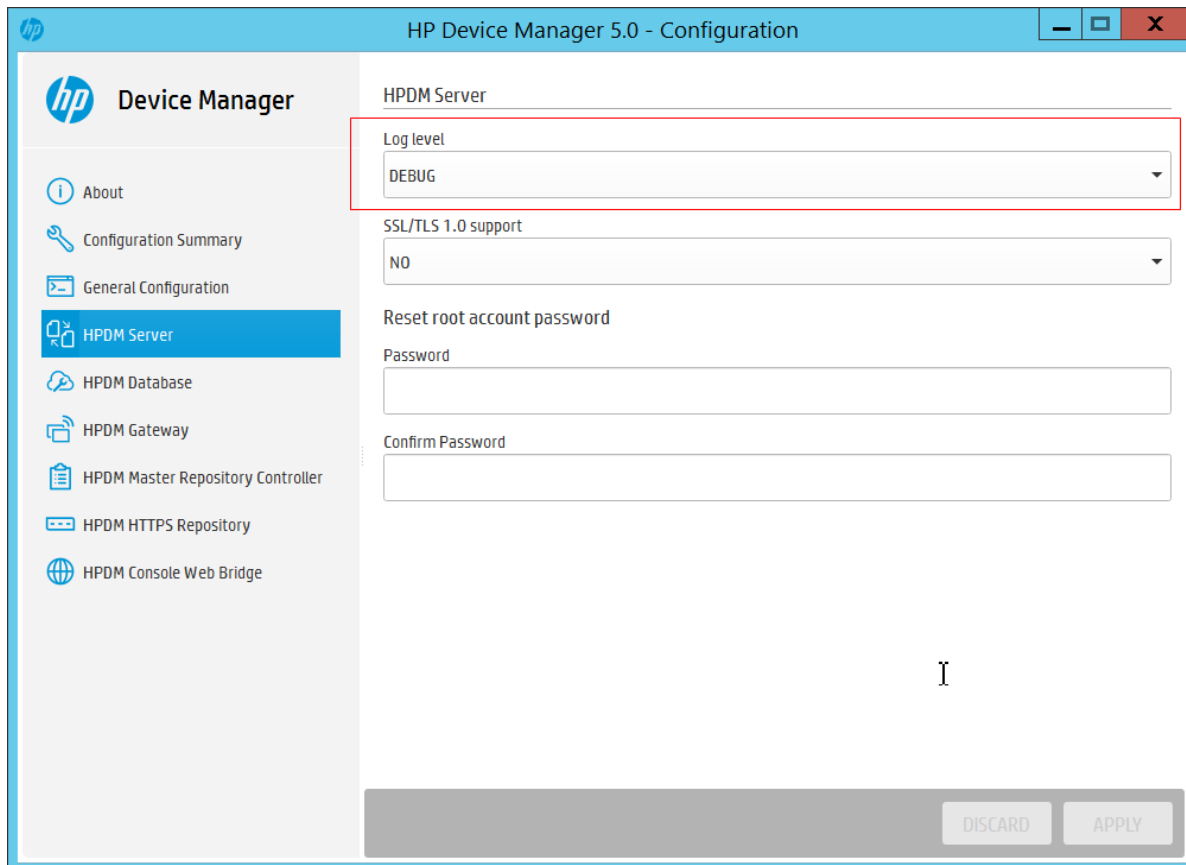 hp
HP Device Manager 5.0 - Configuration
X
hp
Device Manager
About
Configuration Summary
General Configuration
HPDM Server
HPDM Database
HPDM Gateway
HPDM Master Repository Controller
HPDM HTTPS Repository
HPDM Console Web Bridge
HPDM Server
Log level
DEBUG
SSL/TLS 1.0 support
NO
Reset root account password
Password
Confirm Password
DISCARD APPLY